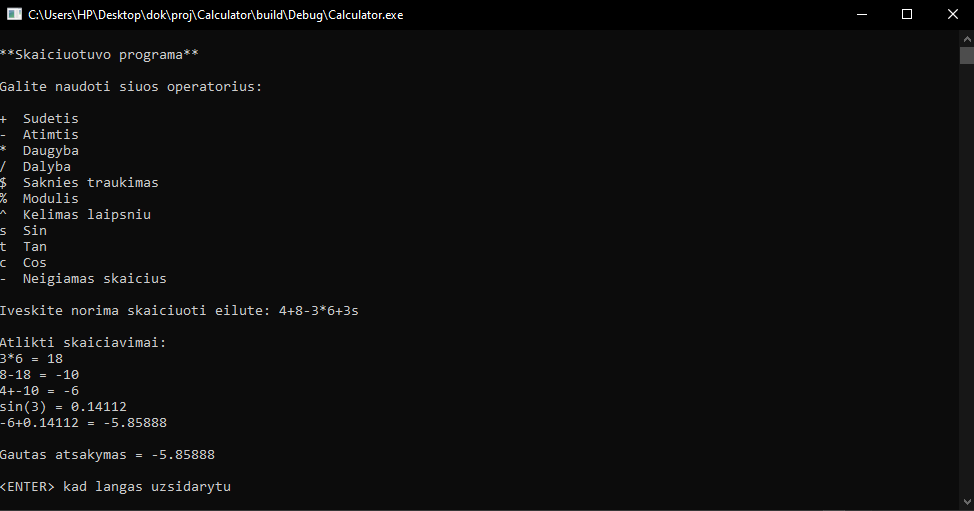 C:\Users\HP\Desktop\dok\proj\Calculator\build\Debug\Calculator.exe
**Skaiciuotuvo programa**
Galite naudoti siuos operatorius:
+  Sudetis
-  Atimtis
*  Daugyba
/  Dalyba
$  Saknies traukimas
%  Modulis
^  Kelimas laipsniu
s  Sin
t  Tan
c  Cos
-  Neigiamas skaicius
Iveskite norima skaiciuoti eilute: 4+8-3*6+3s
Atlikti skaiciavimai:
3*6 = 18
8-18 = -10
4+-10 = -6
sin(3) = 0.14112
-6+0.14112 = -5.85888
Gautas atsakymas = -5.85888
<ENTER> kad langas uzsidarytu